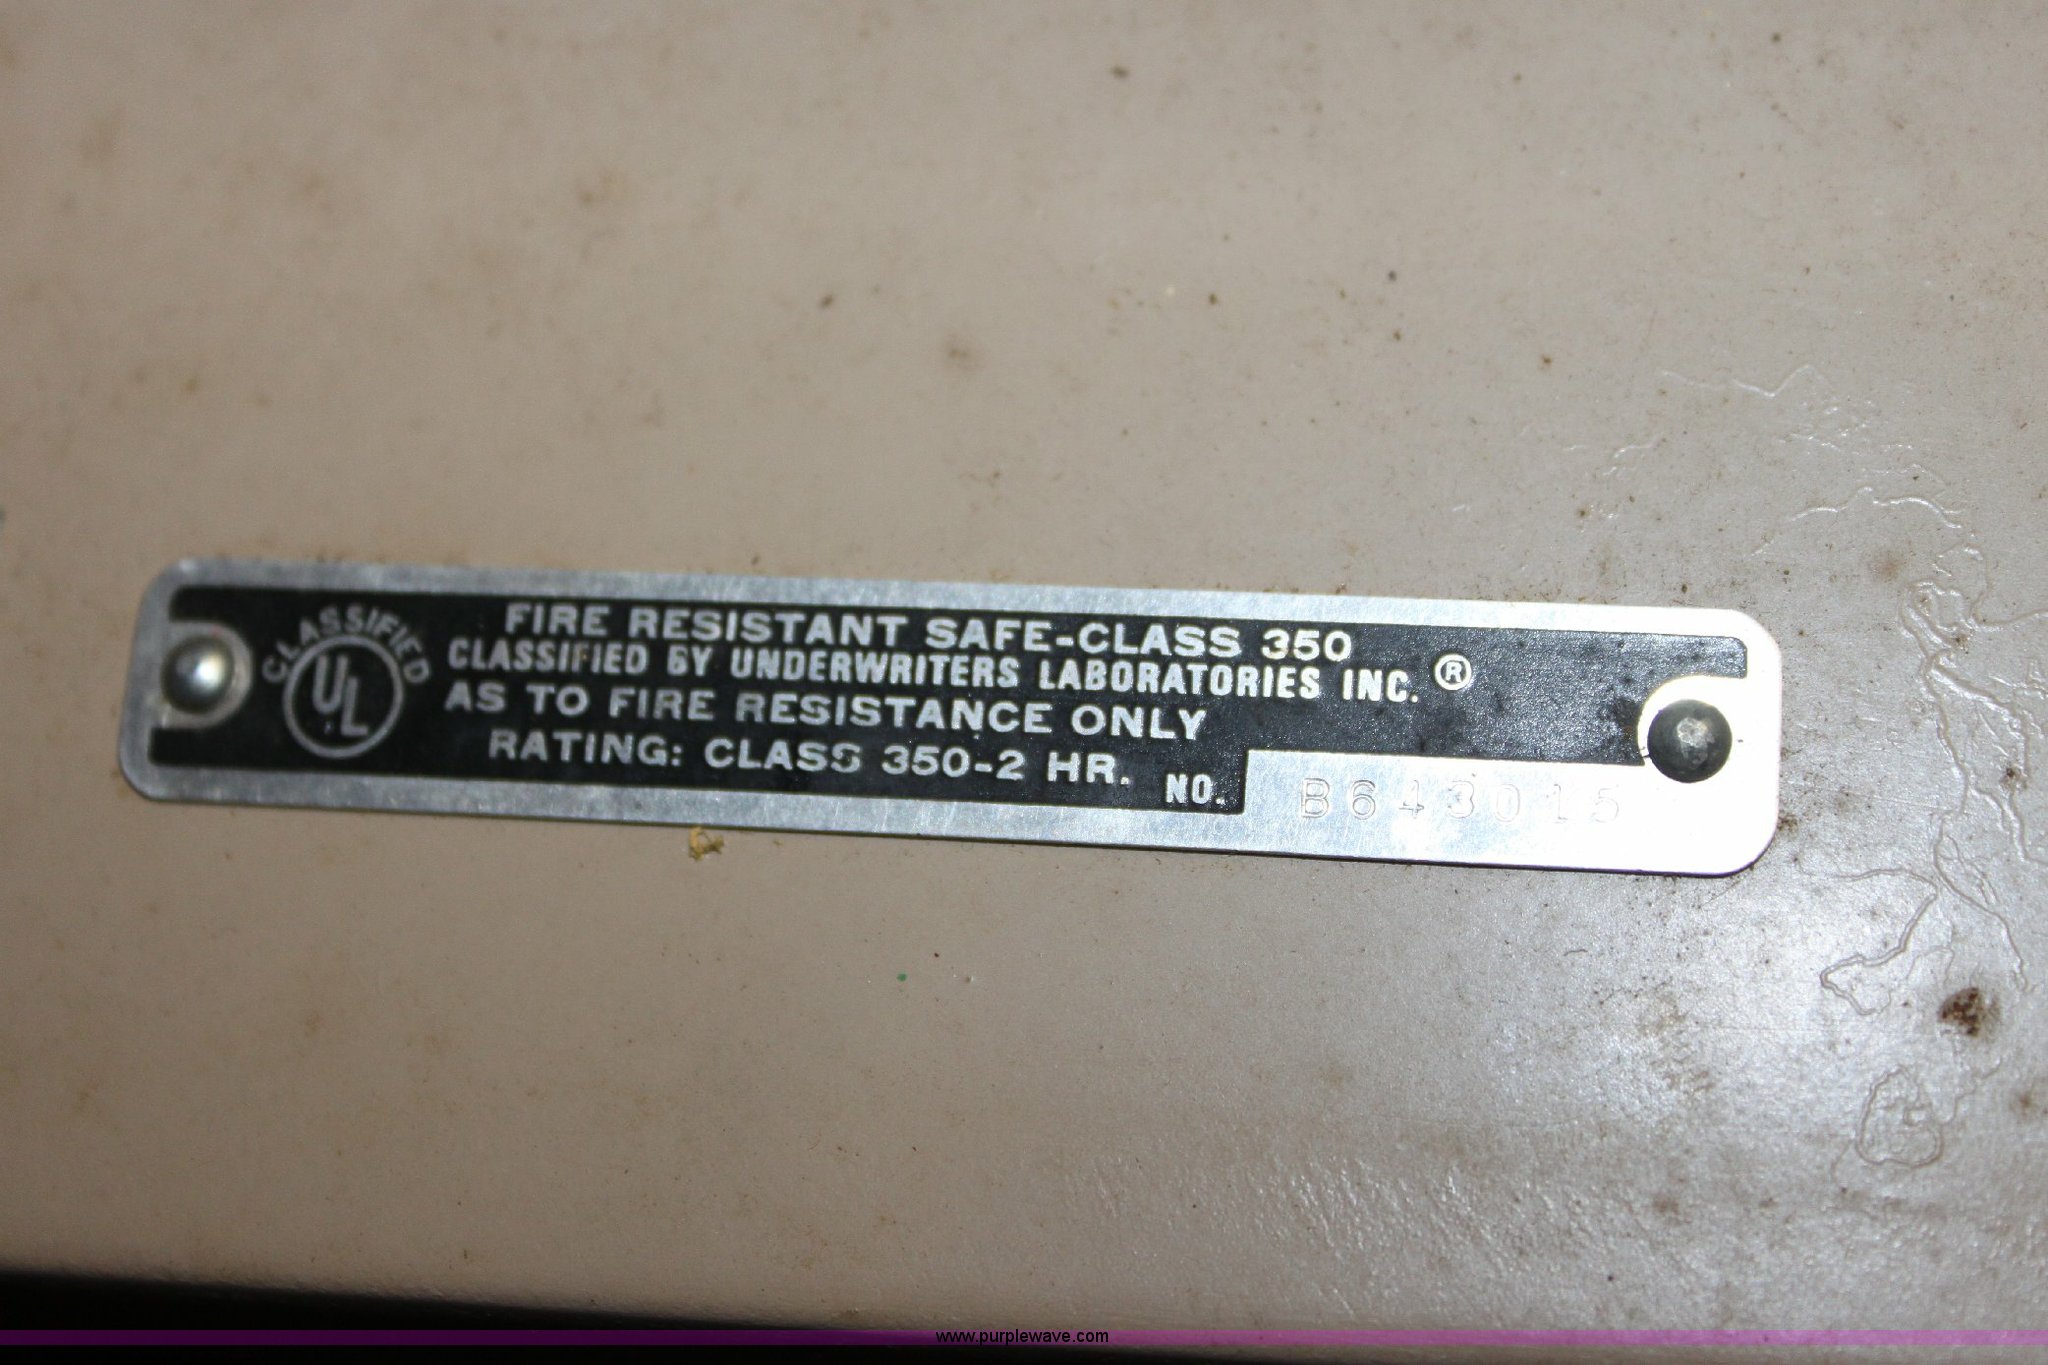 CLASSIFIED
UL
FIRE RESISTANT SAFE-CLASS 350
CLASSIFIED BY UNDERWRITERS LABORATORIES INC. ®
AS TO FIRE RESISTANCE ONLY
RATING: CLASS 350-2 HR. NO.
www.purplewave.com